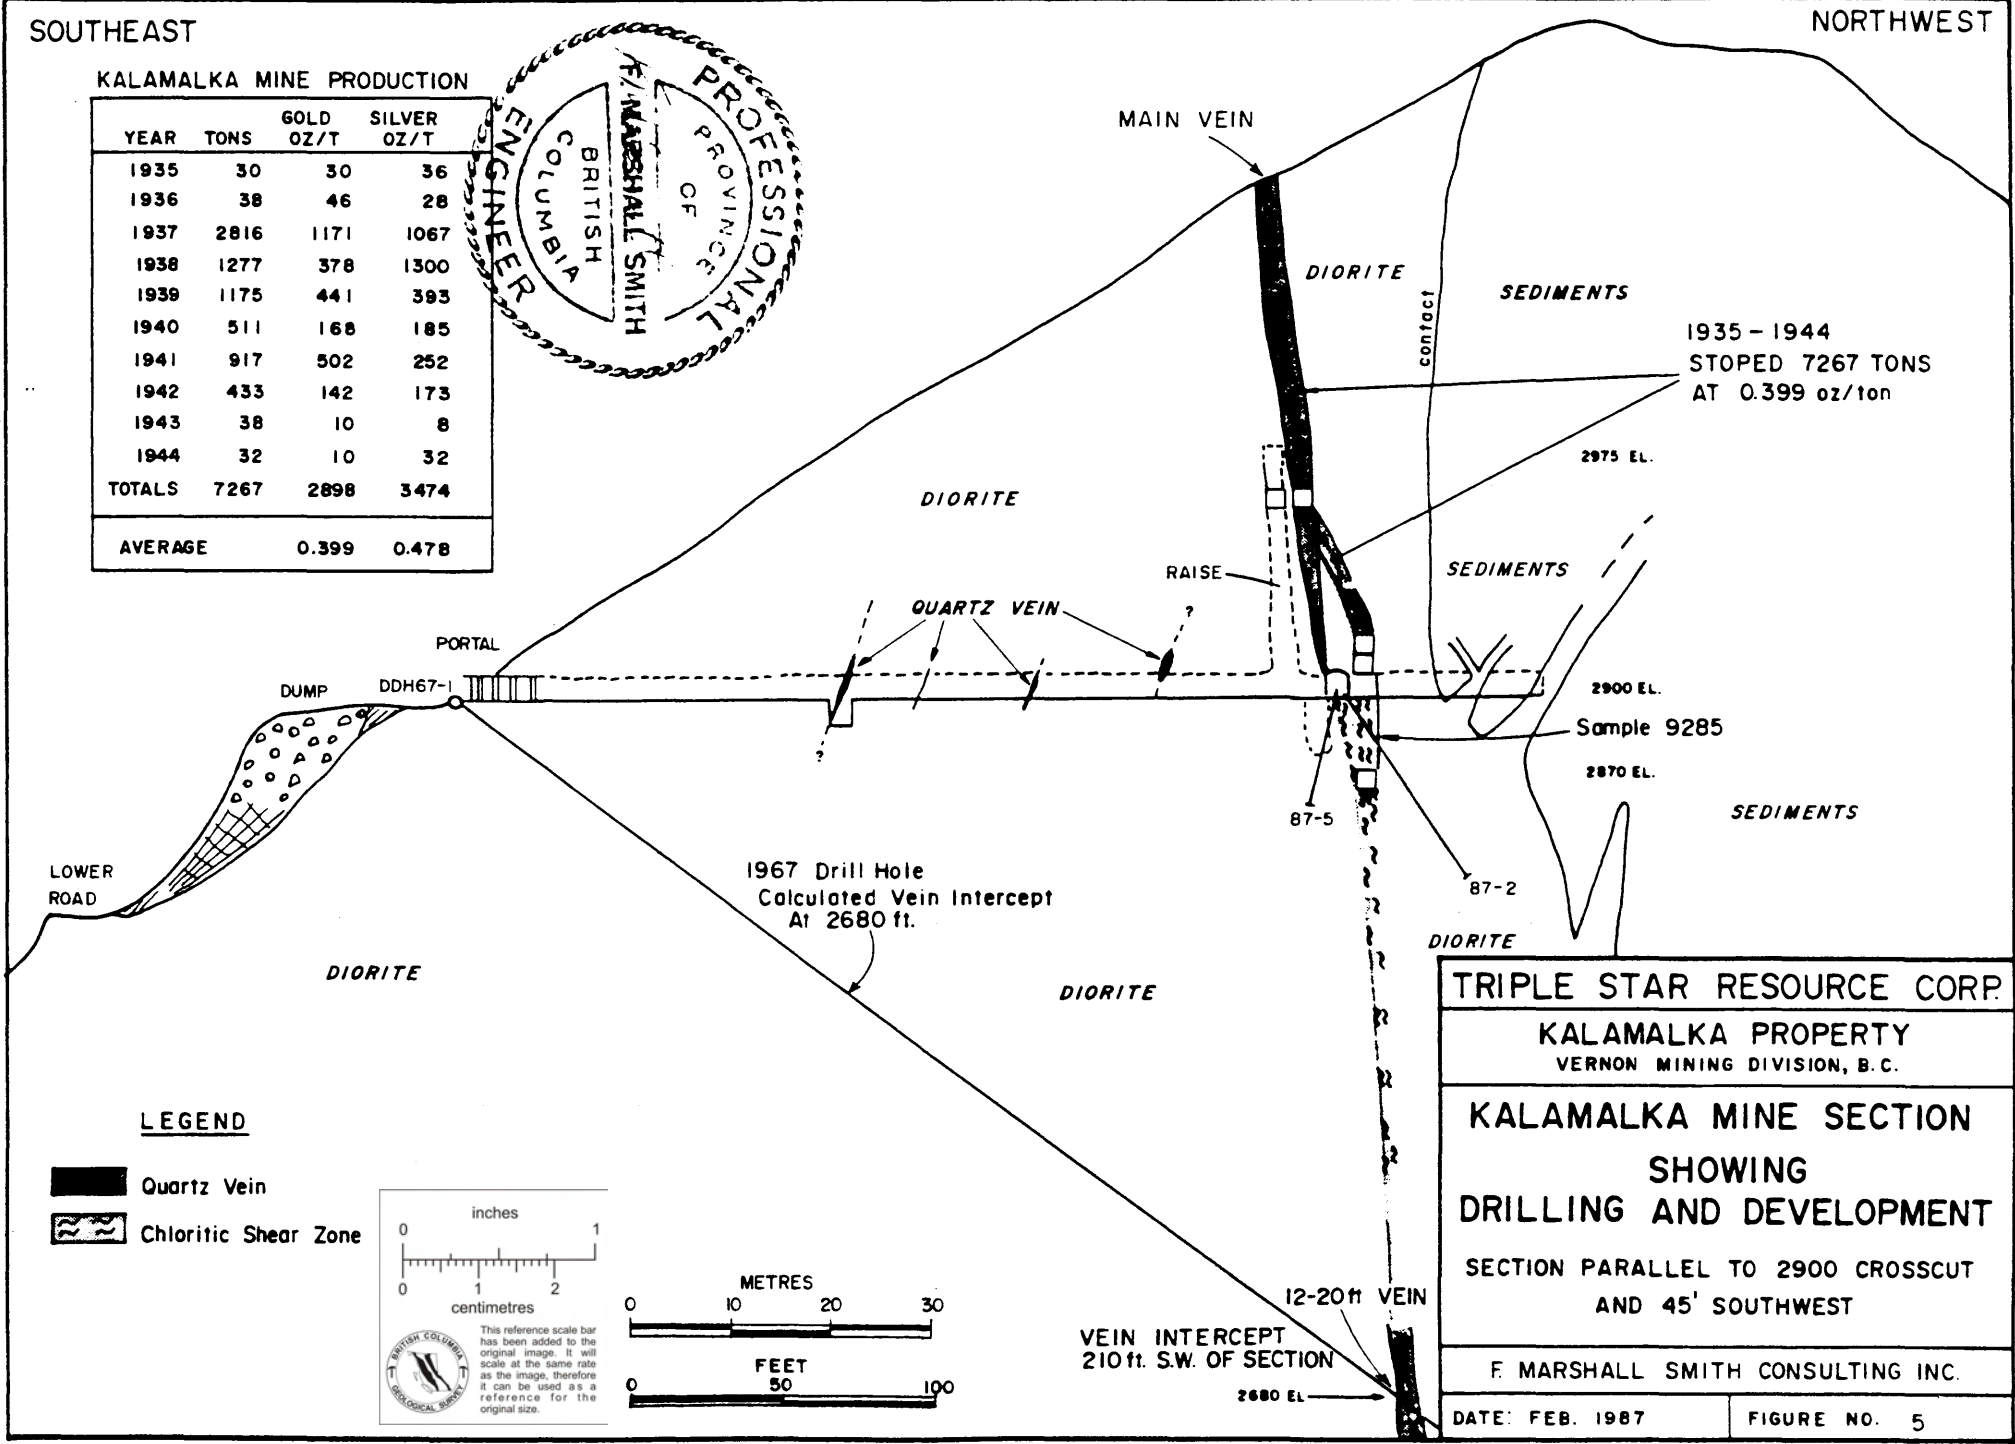 SOUTHEAST
NORTHWEST
KALAMALKA MINE PRODUCTION
YEAR TONS GOLD OZ/T SILVER OZ/T
1935 30 30 36
1936 38 46 28
1937 2816 1171 1067
1938 1277 378 1300
1939 1175 441 393
1940 511 168 185
1941 917 502 252
1942 433 142 173
1943 38 10 8
1944 32 10 32
TOTALS 7267 2898 3474
AVERAGE 0.399 0.478
PROFESSIONAL
ENGINEER
PROVINCE
OF
F. MARSHALL SMITH
BRITISH
COLUMBIA
MAIN VEIN
DIORITE
SEDIMENTS
contact
1935-1944
STOPED 7267 TONS
AT 0.399 oz/ton
2975 EL.
DIORITE
SEDIMENTS
RAISE
QUARTZ VEIN
?
PORTAL
DUMP
DDH67-1
2900 EL.
Sample 9285
?
2870 EL.
87-5
SEDIMENTS
LOWER
ROAD
1967 Drill Hole
Calculated Vein Intercept
At 2680 ft.
87-2
DIORITE
DIORITE
DIORITE
LEGEND
Quartz Vein
Chloritic Shear Zone
inches
0 1
0 1 2
centimetres
This reference scale bar
has been added to the
original image. It will
scale at the same rate
as the image, therefore
it can be used as a
reference for the
original size.
BRITISH COLUMBIA
GEOLOGICAL SURVEY
METRES
0 10 20 30
FEET
0 50 100
12-20ft VEIN
VEIN INTERCEPT
210 ft. S.W. OF SECTION
2680 EL
TRIPLE STAR RESOURCE CORP.
KALAMALKA PROPERTY
VERNON MINING DIVISION, B.C.
KALAMALKA MINE SECTION
SHOWING
DRILLING AND DEVELOPMENT
SECTION PARALLEL TO 2900 CROSSCUT
AND 45' SOUTHWEST
F. MARSHALL SMITH CONSULTING INC.
DATE: FEB. 1987
FIGURE NO. 5